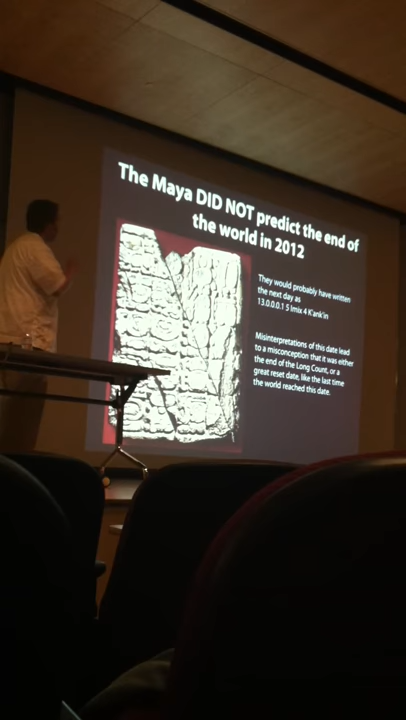 The Maya DID NOT predict the end of
the world in 2012
They would probably have written
the next day as
13.0.0.0.1 5 Imix 4 K'ank'in
Misinterpretations of this date lead
to a misconception that it was either
the end of the Long Count, or a
great reset date, like the last time
the world reached this date.